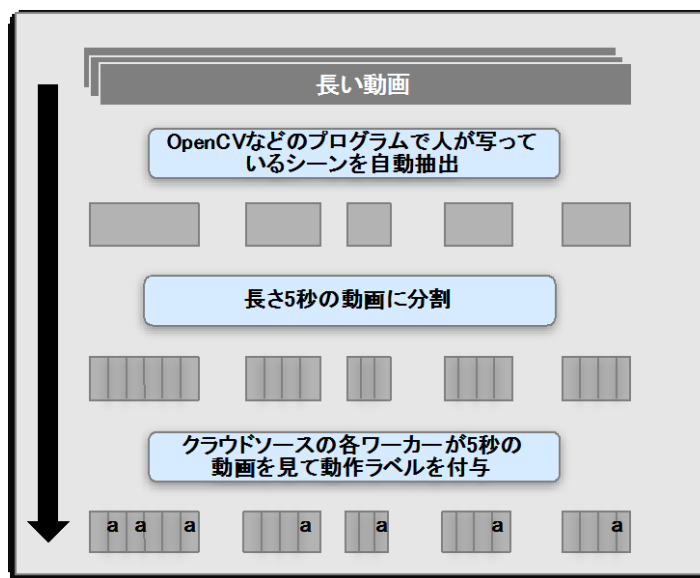 長い動画
OpenCVなどのプログラムで人が写って
いるシーンを自動抽出
長さ5秒の動画に分割
クラウドソースの各ワーカーが5秒の
動画を見て動作ラベルを付与
a a a a a a a